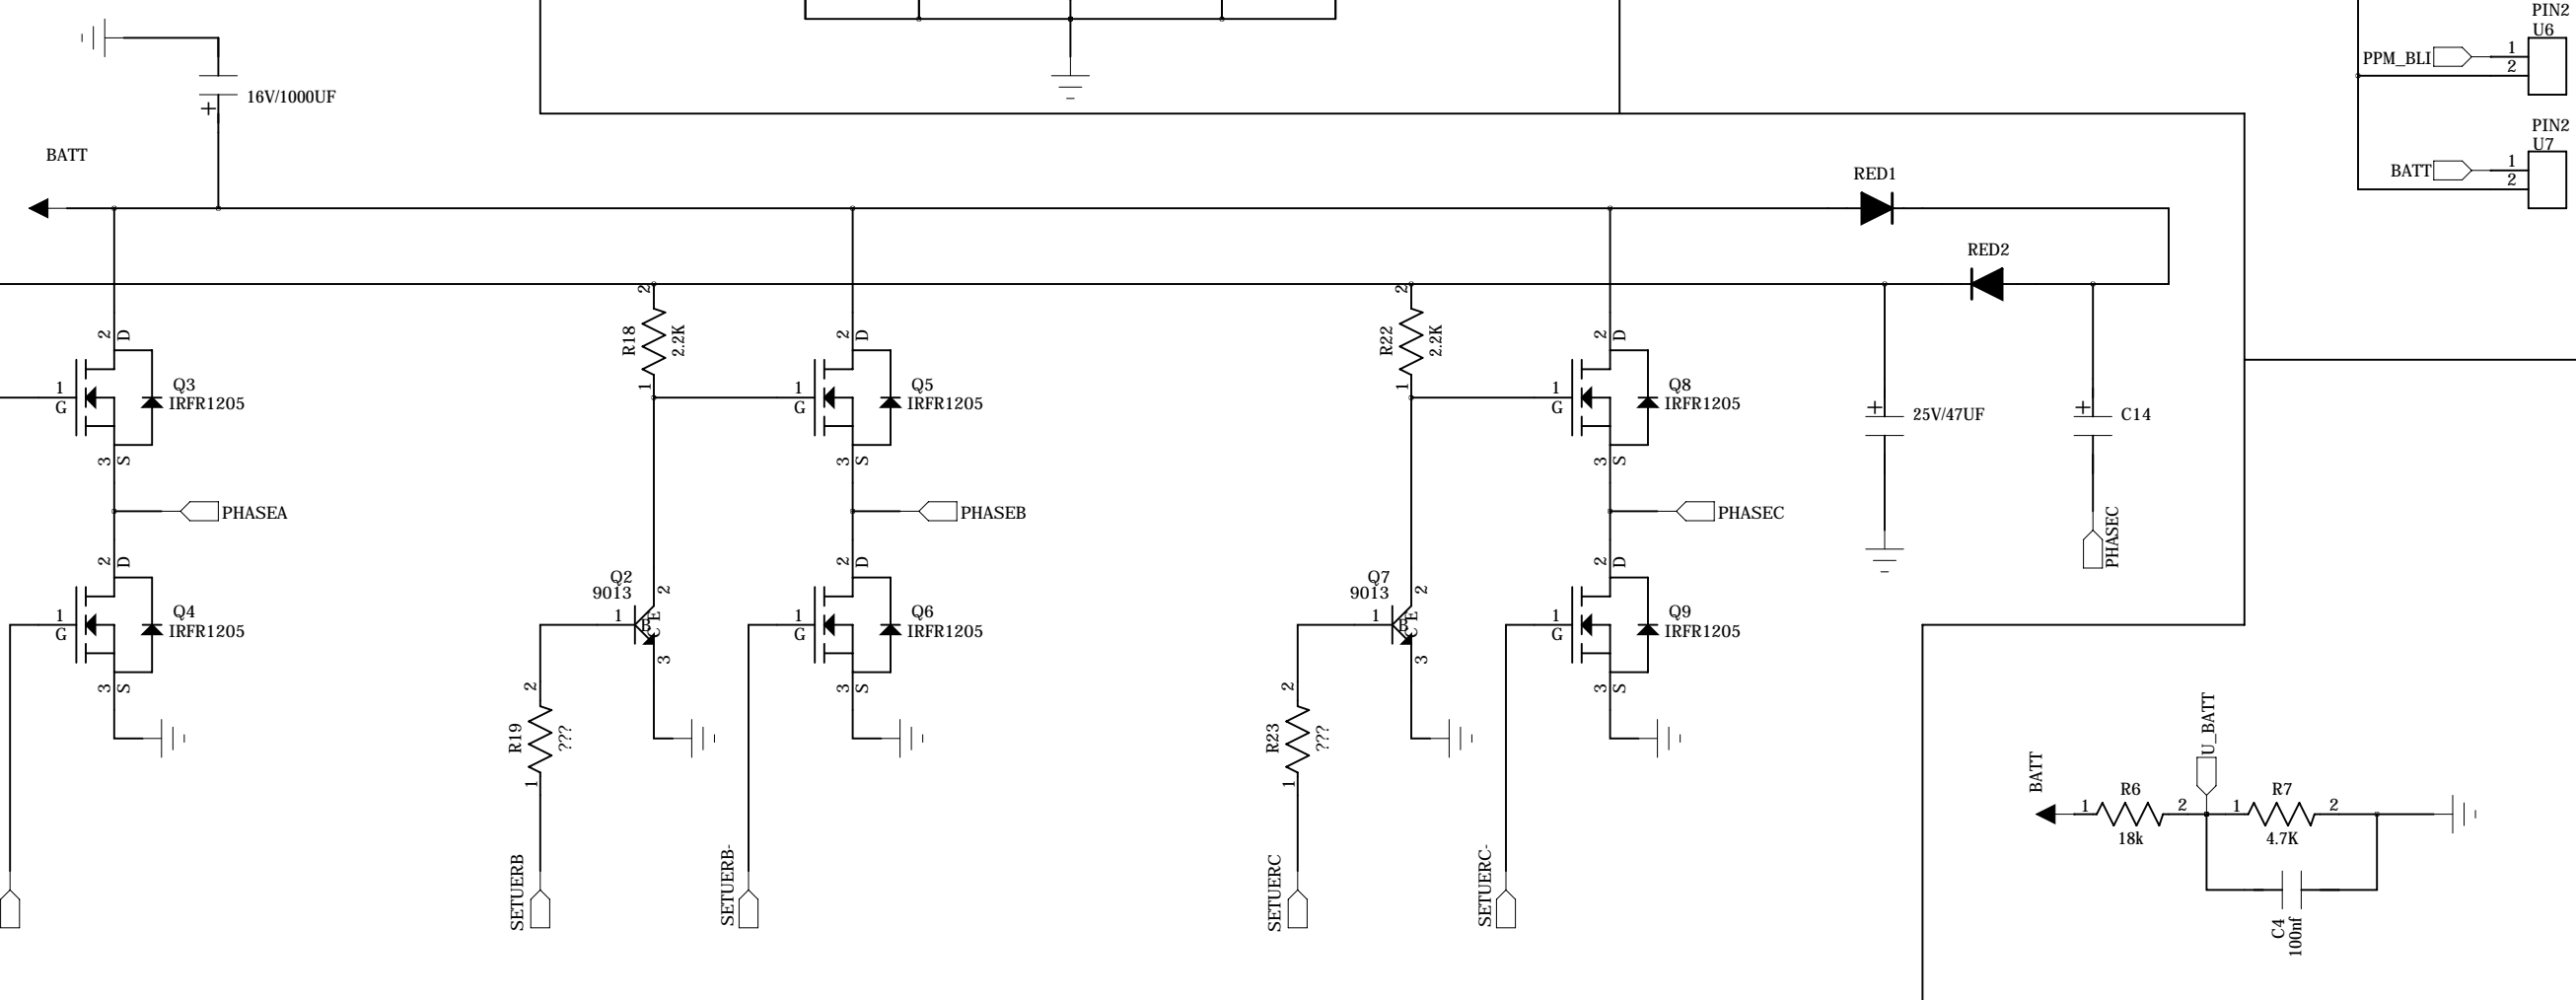 PIN2
U6
PPM_BLI
1
2
16V/1000UF
PIN2
U7
BATT
1
2
BATT
RED1
RED2
2
D
1
G
Q3
IRFR1205
3
S
PHASEA
2
R18
2.2K
1
2
D
1
G
Q5
IRFR1205
3
S
PHASEB
2
R22
2.2K
1
2
D
1
G
Q8
IRFR1205
3
S
PHASEC
25V/47UF
C14
PHASEC
2
D
1
G
Q4
IRFR1205
3
S
Q2
9013
1
2
B
C E
3
2
R19
???
1
SETUERB
2
D
1
G
Q6
IRFR1205
3
S
SETUERB-
Q7
9013
1
2
B
C E
3
2
R23
???
1
SETUERC
2
D
1
G
Q9
IRFR1205
3
S
SETUERC-
U_BATT
BATT
1
R6
2
18k
1
R7
2
4.7K
C4
100nf